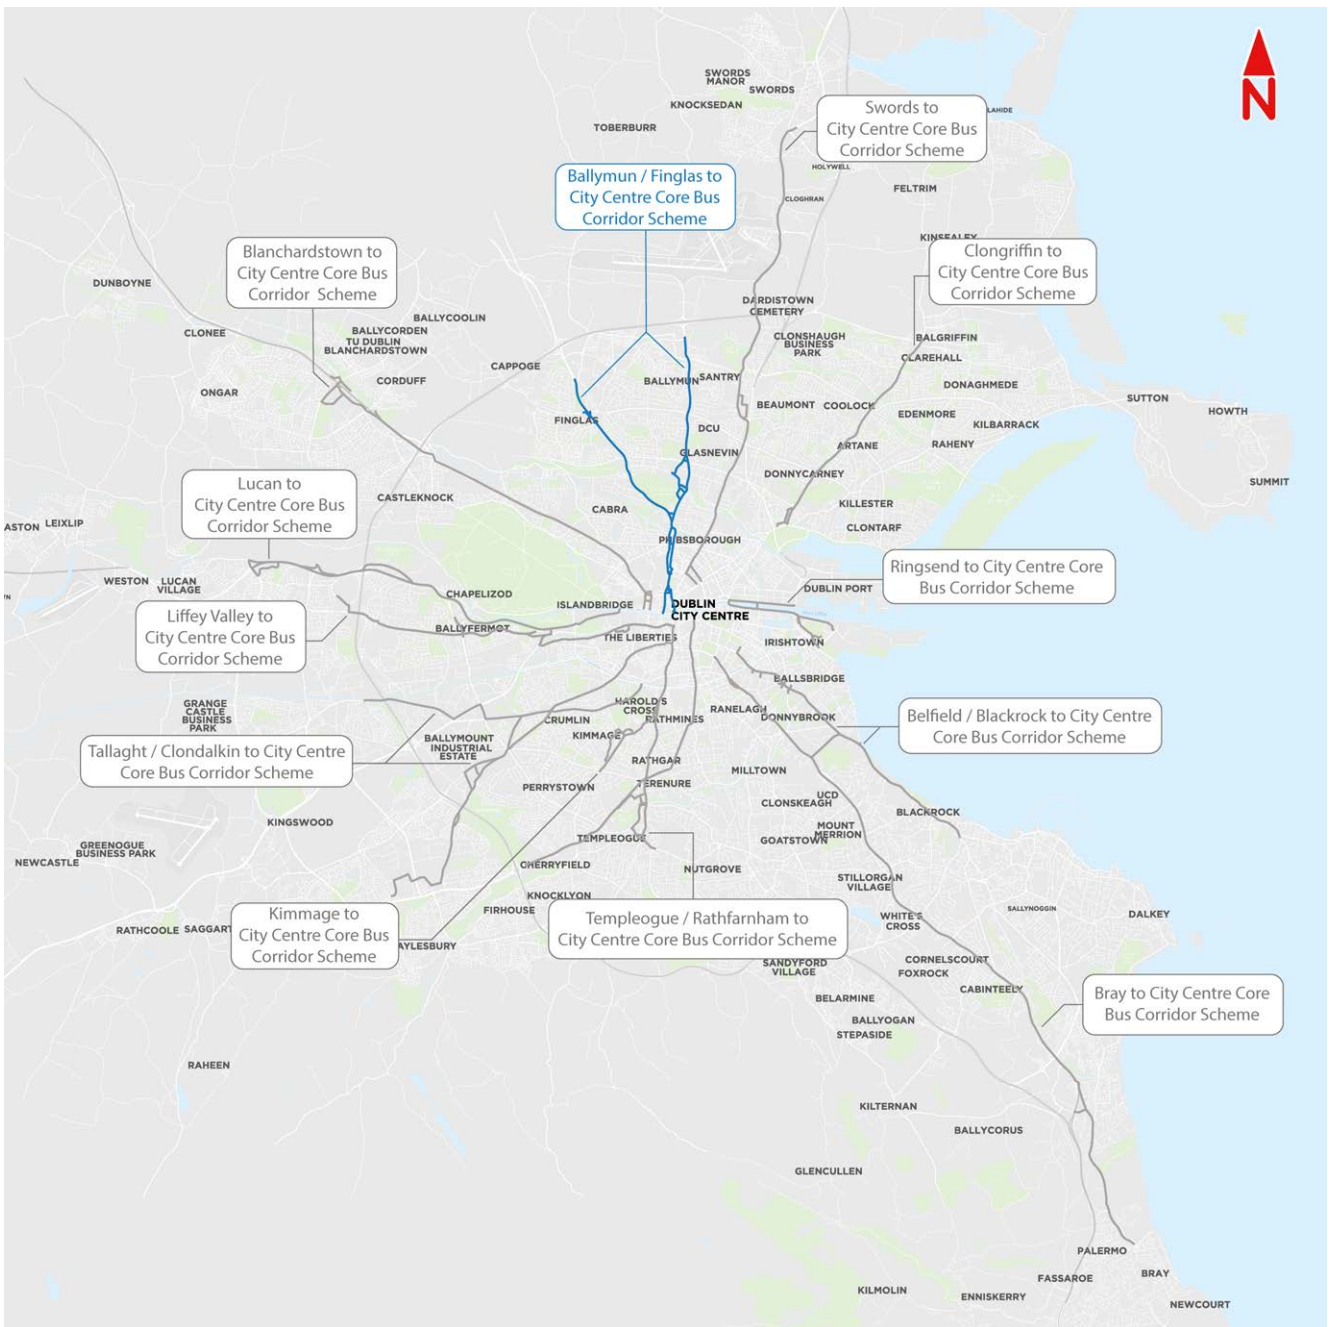 N
SWORDS
MANOR
SWORDS
KNOCKSEDAN
TOBERBURR
Swords to
City Centre Core Bus
Corridor Scheme
LAHIDE
HOLYWELL
FELTRIM
CLOGHRAN
Ballymun / Finglas to
City Centre Core Bus
Corridor Scheme
KINSEALEY
Clongriffin to
City Centre Core Bus
Corridor Scheme
Blanchardstown to
City Centre Core Bus
Corridor Scheme
DUNBOYNE
CLONEE
BALLYCOOLIN
BALLYCORDEN
TU DUBLIN
BLANCHARDSTOWN
DARDISTOWN
CEMETERY
CLONSHAUGH
BUSINESS
PARK
BALGRIFFIN
CLAREHALL
CAPPOGE
CORDUFF
ONGAR
BALLYMUN
SANTRY
DONAGHMEDE
SUTTON
HOWTH
BEAUMONT
COOLOCK
EDENMORE
KILBARRACK
FINGLAS
DCU
ARTANE
RAHENY
GLASNEVIN
DONNYCARNEY
SUMMIT
Lucan to
City Centre Core Bus
Corridor Scheme
CASTLEKNOCK
CABRA
KILLESTER
CLONTARF
ASTON
LEIXLIP
PHIBSBOROUGH
WESTON
LUCAN
VILLAGE
CHAPELIZOD
ISLANDBRIDGE
DUBLIN
CITY CENTRE
DUBLIN PORT
Ringsend to City Centre Core
Bus Corridor Scheme
Liffey Valley to
City Centre Core Bus
Corridor Scheme
BALLYFERMOT
THE LIBERTIES
IRISHTOWN
BALLSBRIDGE
GRANGE
CASTLE
BUSINESS
PARK
HAROLD'S
CROSS
RANELAGH
CRUMLIN
RATHMINES
DONNYBROOK
Belfield / Blackrock to City Centre
Core Bus Corridor Scheme
Tallaght / Clondalkin to City Centre
Core Bus Corridor Scheme
BALLYMOUNT
INDUSTRIAL
ESTATE
KIMMAGE
RATHGAR
MILLTOWN
TERENURE
PERRYSTOWN
UCD
CLONSKEAGH
BLACKROCK
KINGSWOOD
MOUNT
MERRION
TEMPLEOGUE
GOATSTOWN
GREENOGUE
BUSINESS PARK
NEWCASTLE
CHERRYFIELD
NUTGROVE
STILLORGAN
VILLAGE
KNOCKLYON
FIRHOUSE
SALLYNOGGIN
DALKEY
WHITE'S
CROSS
RATHCOOLE
SAGGART
Kimmage to
City Centre Core Bus
Corridor Scheme
AYLESBURY
Templeogue / Rathfarnham to
City Centre Core Bus Corridor Scheme
SANDYFORD
VILLAGE
CORNELSCOURT
FOXROCK
CABINTEELY
BELARMINE
Bray to City Centre Core
Bus Corridor Scheme
BALLYOGAN
STEPASIDE
RAHEEN
KILTERNAN
BALLYCORUS
GLENCULLEN
PALERMO
FASSAROE
BRAY
KILMOLIN
ENNISKERRY
NEWCOURT